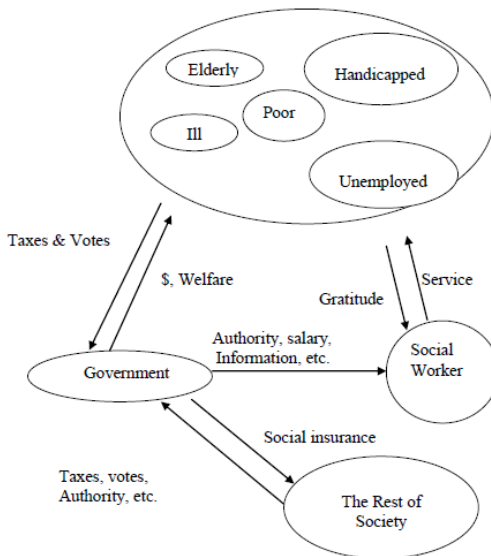 Elderly
Handicapped
Poor
Ill
Unemployed
Taxes & Votes
$, Welfare
Service
Gratitude
Authority, salary,
Information, etc.
Social
Worker
Government
Social insurance
Taxes, votes,
Authority, etc.
The Rest of
Society